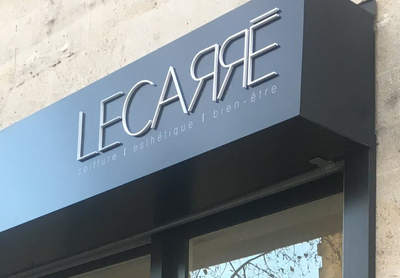 LECARRÉ
coiffure | esthétique | bien-être